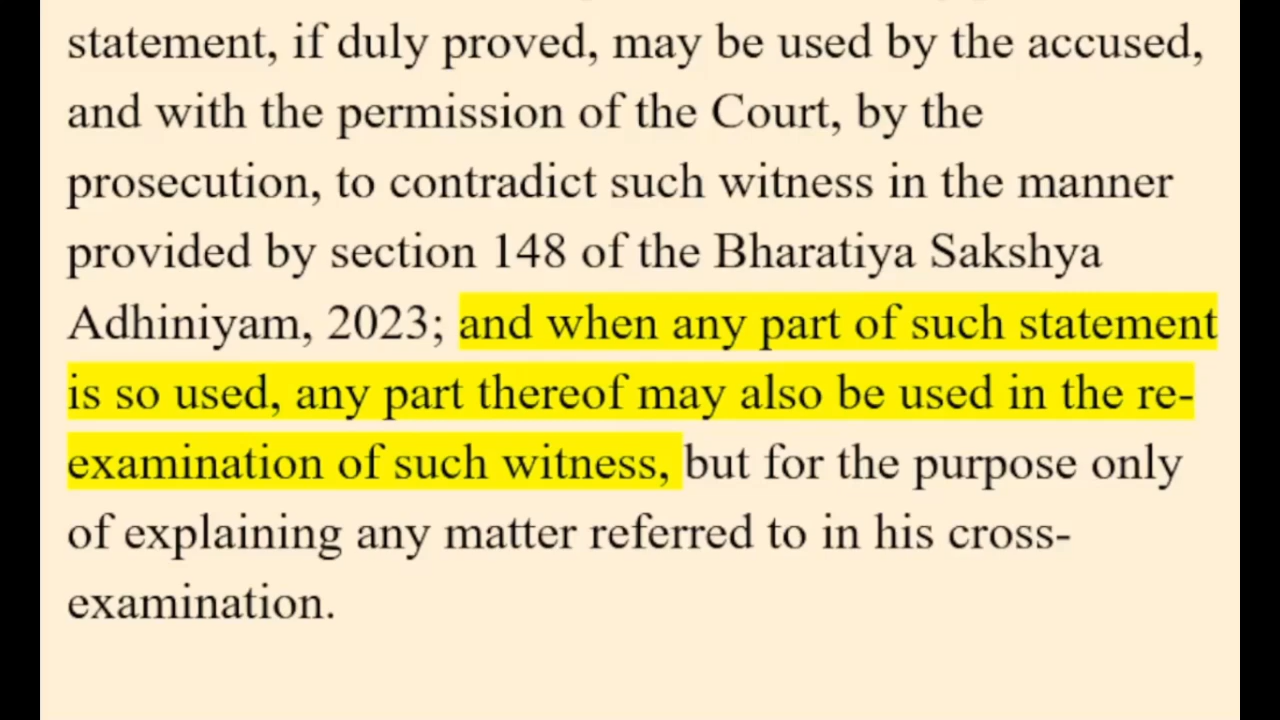 statement, if duly proved, may be used by the accused,
and with the permission of the Court, by the
prosecution, to contradict such witness in the manner
provided by section 148 of the Bharatiya Sakshya
Adhiniyam, 2023; and when any part of such statement
is so used, any part thereof may also be used in the re-
examination of such witness, but for the purpose only
of explaining any matter referred to in his cross-
examination.